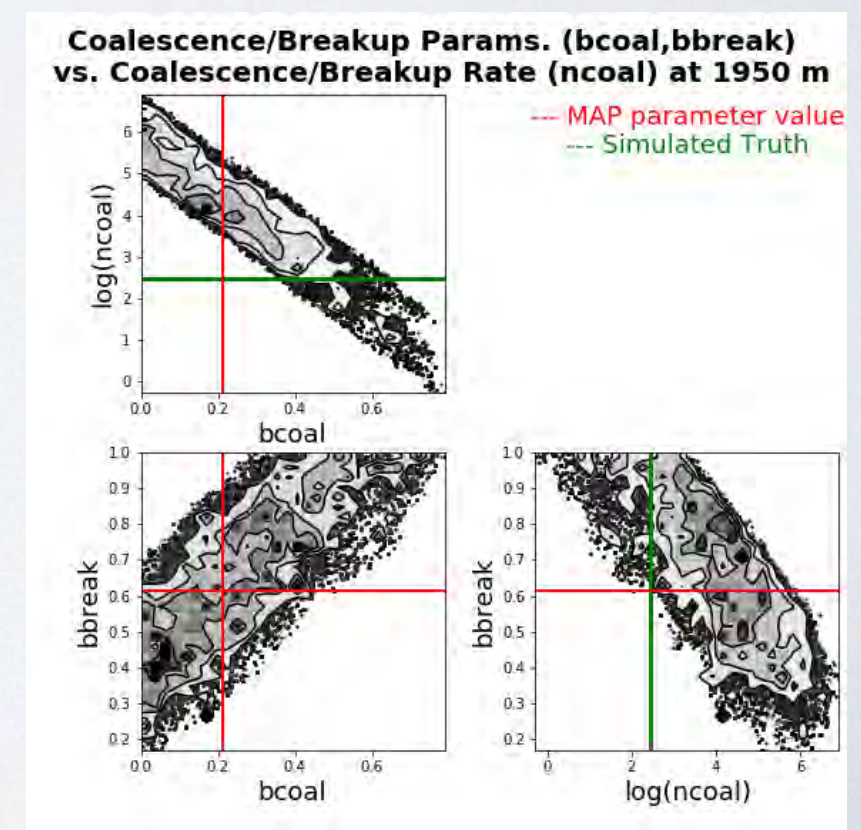 Coalescence/Breakup Params. (bcoal,bbreak)
vs. Coalescence/Breakup Rate (ncoal) at 1950 m
--- MAP parameter value
--- Simulated Truth
log(ncoal)
6
5
4
3
2
1
0
0.0 0.2 0.4 0.6
bcoal
bbreak
1.0
0.9
0.8
0.7
0.6
0.5
0.4
0.3
0.2
0.0 0.2 0.4 0.6
bcoal
bbreak
1.0
0.9
0.8
0.7
0.6
0.5
0.4
0.3
0.2
0 2 4 6
log(ncoal)